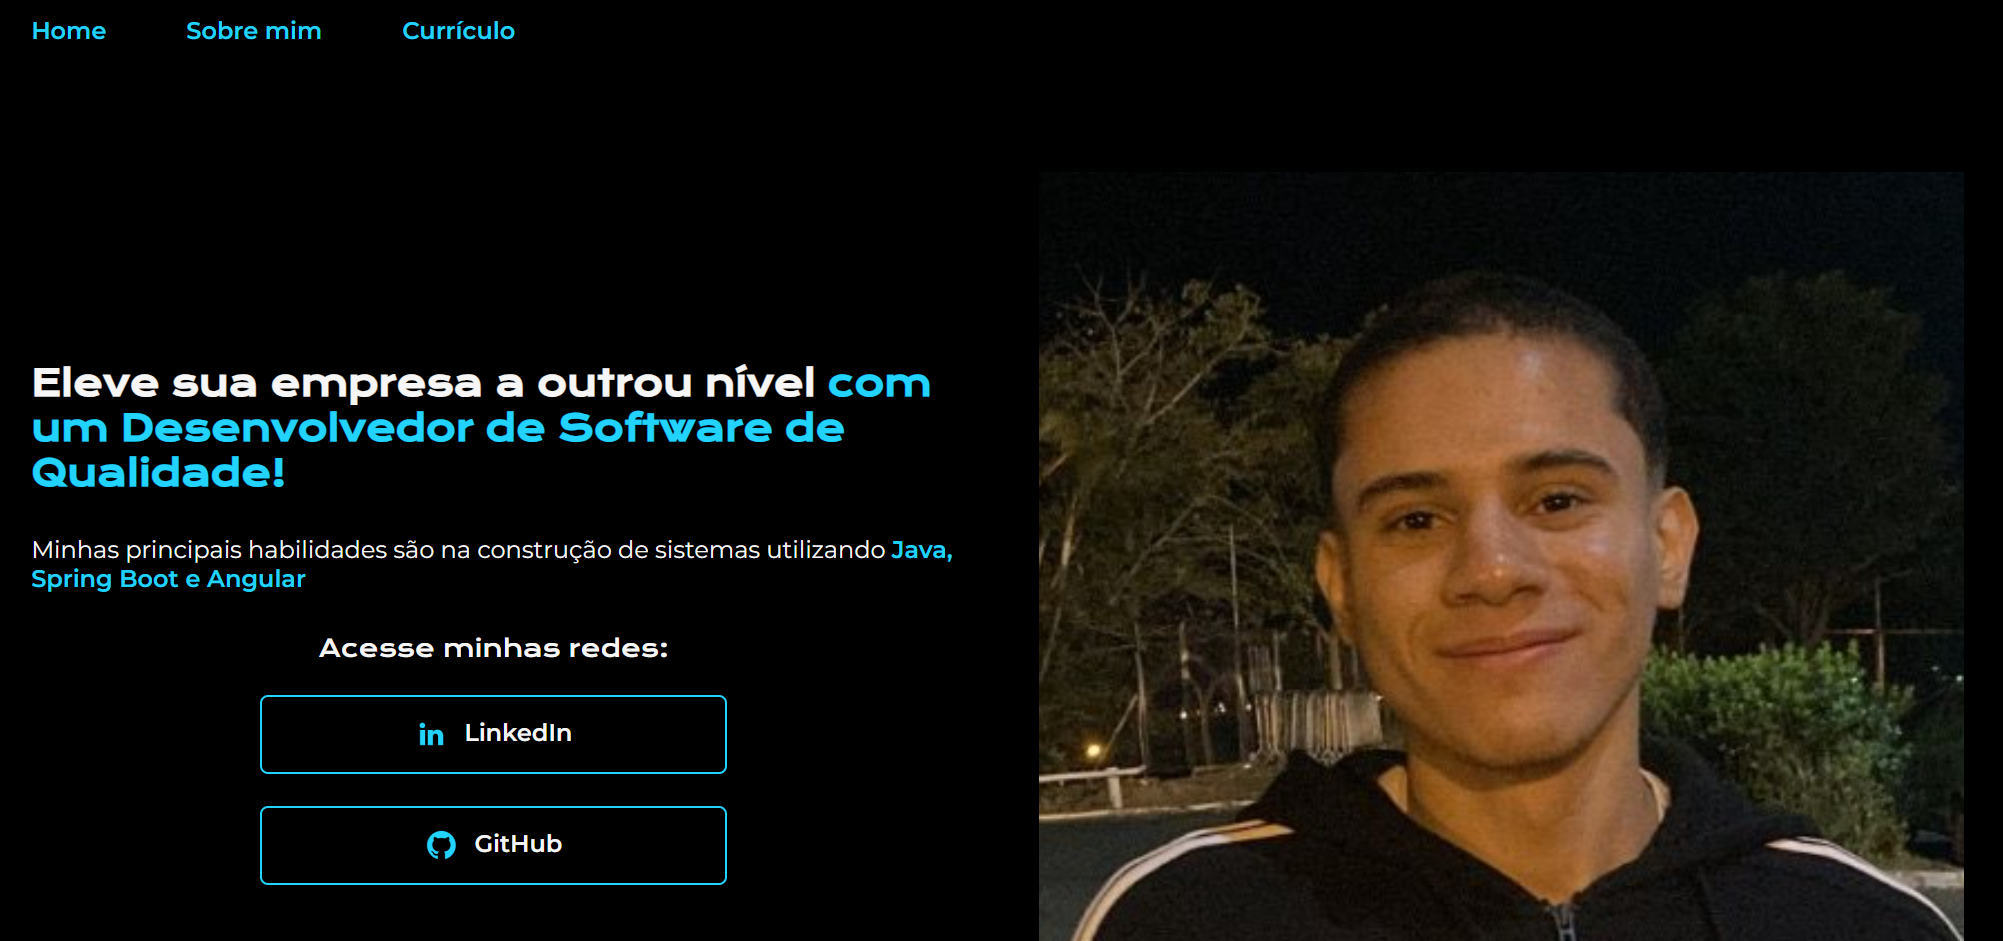 Home Sobre mim Currículo
Eleve sua empresa a outrou nível com
um Desenvolvedor de Software de
Qualidade!
Minhas principais habilidades são na construção de sistemas utilizando Java,
Spring Boot e Angular
Acesse minhas redes:
in LinkedIn
GitHub